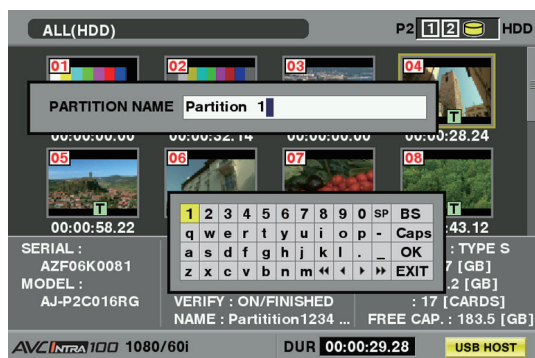 ALL(HDD)
P2 1 2 HDD
01 02 03 04
PARTITION NAME Partition 1
T
00:00:00.00 00:00:32.14 00:00:00.00 00:00:28.24
05 06 07 08
T T
00:00:58.22 :43.12
1 2 3 4 5 6 7 8 9 0 SP BS
q w e r t y u i o p - Caps
a s d f g h j k l . _ OK
z x c v b n m EXIT
SERIAL :
AZF06K0081
MODEL :
AJ-P2C016RG
VERIFY : ON/FINISHED
NAME : Partitition1234 ...
: TYPE S
7 [GB]
.2 [GB]
: 17 [CARDS]
FREE CAP. : 183.5 [GB]
AVC INTRA 100 1080/60i DUR 00:00:29.28 USB HOST